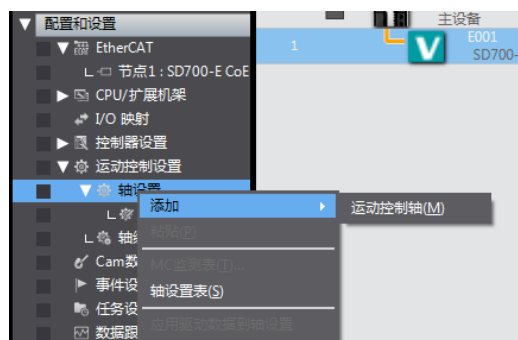 配置和设置
EtherCAT
节点1 : SD700-E CoE
CPU/扩展机架
I/O 映射
控制器设置
运动控制设置
轴设置
轴
Cam数
事件设
任务设
数据跟
添加
粘贴(P)
MC监测表(T)...
轴设置表(S)
应用驱动数据到轴设置
运动控制轴(M)
主设备
1
E001
SD700-
V